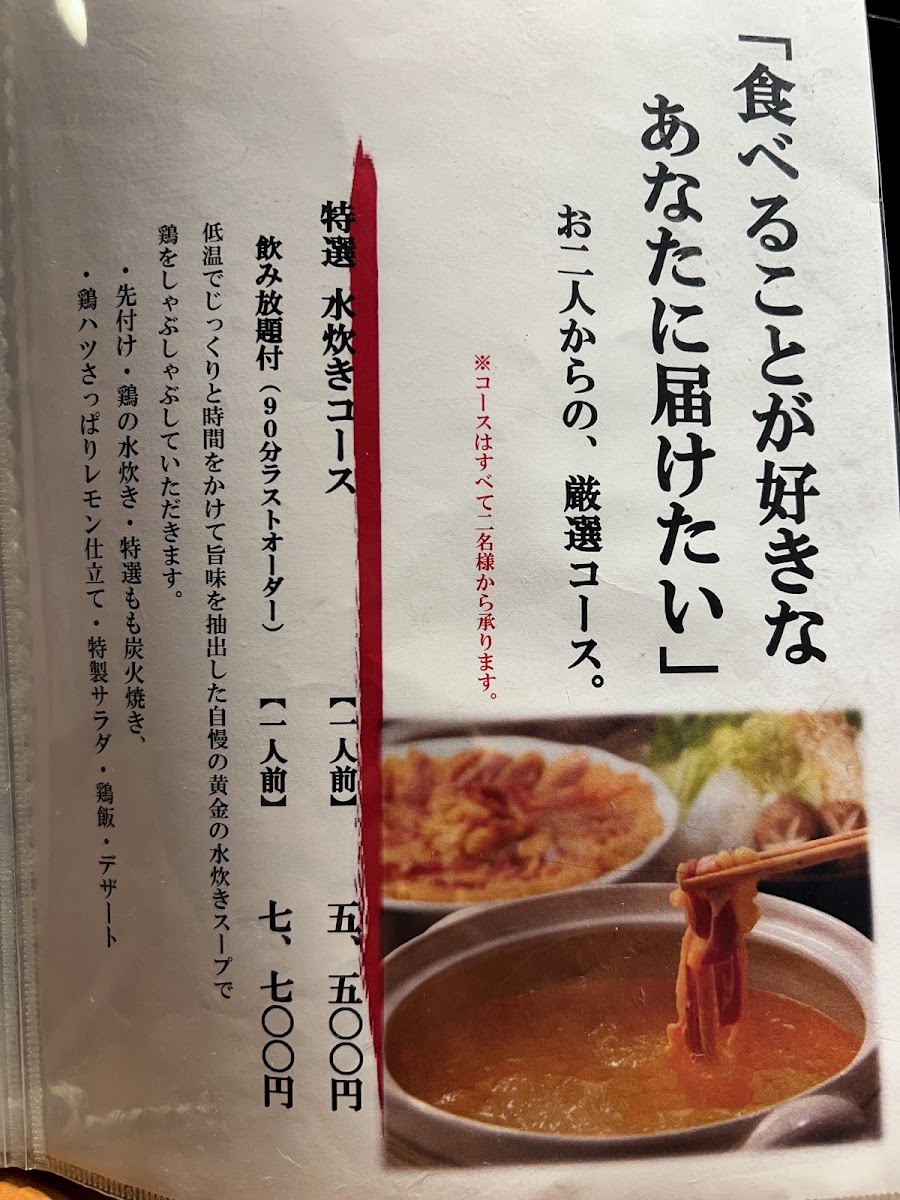 「食べることが好きな
あなたに届けたい」
お二人からの、厳選コース。
※コースはすべて二名様から承ります。
特選 水炊きコース 【一人前】 五、五〇〇円
飲み放題付（90分ラストオーダー） 【一人前】 七、七〇〇円
低温でじっくりと時間をかけて旨味を抽出した自慢の黄金の水炊きスープで
鶏をしゃぶしゃぶしていただきます。
・先付け・鶏の水炊き・特選もも炭火焼き、
・鶏ハツさっぱりレモン仕立て・特製サラダ・鶏飯・デザート